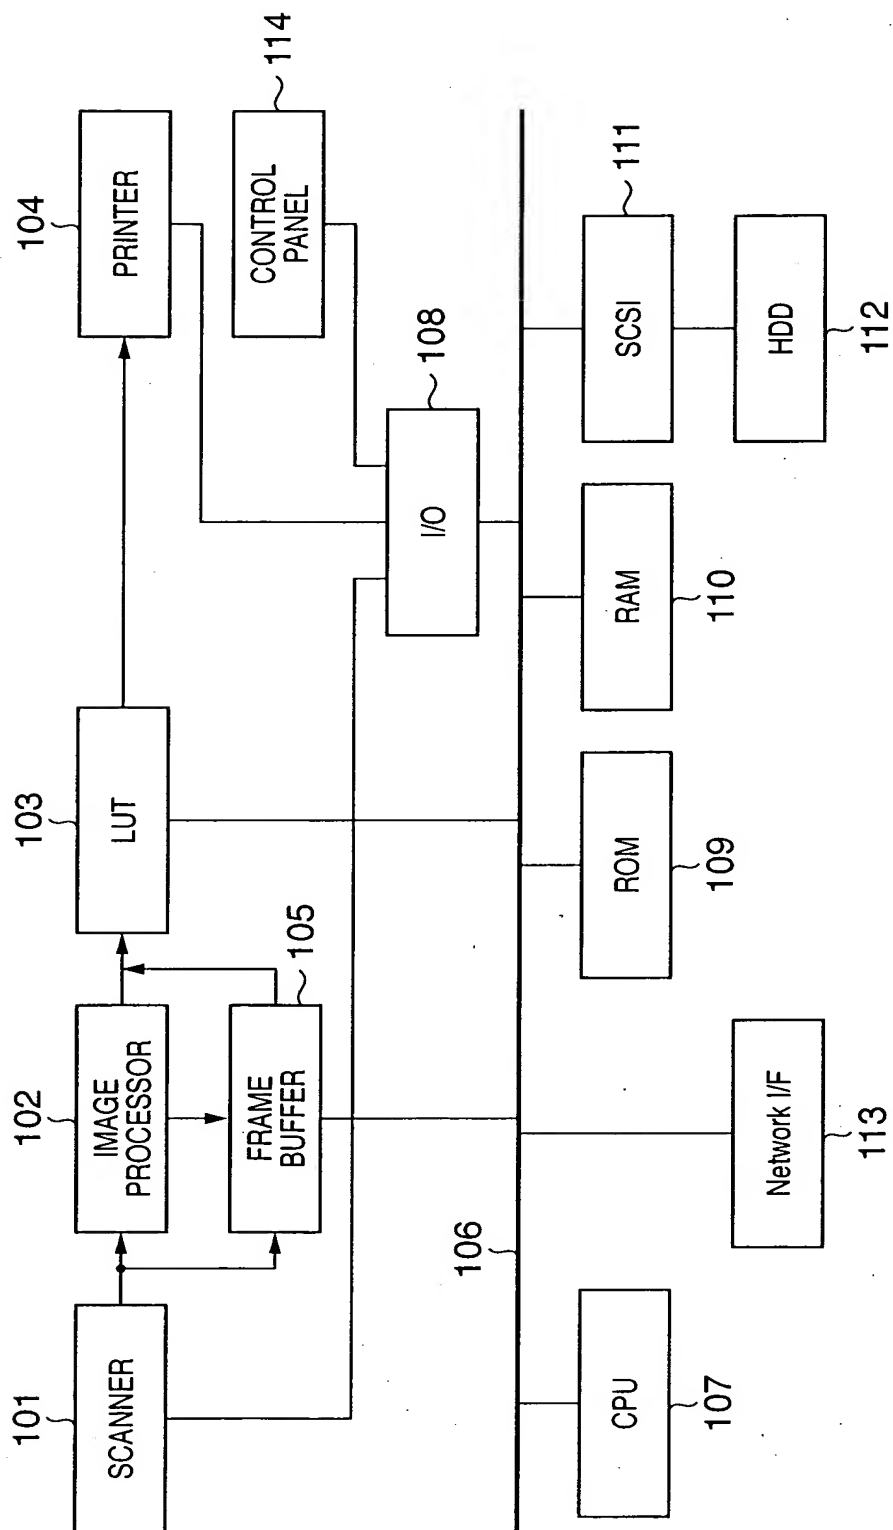 101
SCANNER
102
IMAGE
PROCESSOR
103
LUT
104
PRINTER
105
FRAME
BUFFER
114
CONTROL
PANEL
108
I/O
106
107
CPU
113
Network I/F
109
ROM
110
RAM
111
SCSI
112
HDD